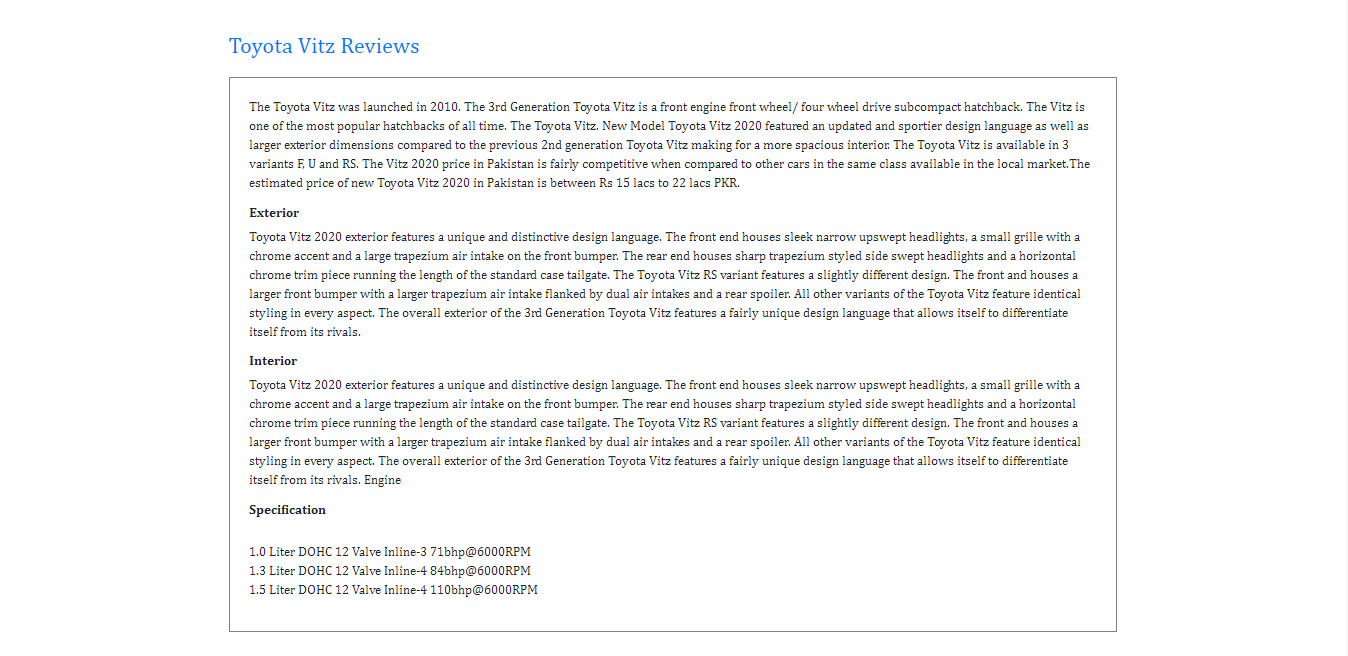 Toyota Vitz Reviews
The Toyota Vitz was launched in 2010. The 3rd Generation Toyota Vitz is a front engine front wheel/ four wheel drive subcompact hatchback. The Vitz is
one of the most popular hatchbacks of all time. The Toyota Vitz. New Model Toyota Vitz 2020 featured an updated and sportier design language as well as
larger exterior dimensions compared to the previous 2nd generation Toyota Vitz making for a more spacious interior. The Toyota Vitz is available in 3
variants F, U and RS. The Vitz 2020 price in Pakistan is fairly competitive when compared to other cars in the same class available in the local market.The
estimated price of new Toyota Vitz 2020 in Pakistan is between Rs 15 lacs to 22 lacs PKR.
Exterior
Toyota Vitz 2020 exterior features a unique and distinctive design language. The front end houses sleek narrow upswept headlights, a small grille with a
chrome accent and a large trapezium air intake on the front bumper. The rear end houses sharp trapezium styled side swept headlights and a horizontal
chrome trim piece running the length of the standard case tailgate. The Toyota Vitz RS variant features a slightly different design. The front and houses a
larger front bumper with a larger trapezium air intake flanked by dual air intakes and a rear spoiler. All other variants of the Toyota Vitz feature identical
styling in every aspect. The overall exterior of the 3rd Generation Toyota Vitz features a fairly unique design language that allows itself to differentiate
itself from its rivals.
Interior
Toyota Vitz 2020 exterior features a unique and distinctive design language. The front end houses sleek narrow upswept headlights, a small grille with a
chrome accent and a large trapezium air intake on the front bumper. The rear end houses sharp trapezium styled side swept headlights and a horizontal
chrome trim piece running the length of the standard case tailgate. The Toyota Vitz RS variant features a slightly different design. The front and houses a
larger front bumper with a larger trapezium air intake flanked by dual air intakes and a rear spoiler. All other variants of the Toyota Vitz feature identical
styling in every aspect. The overall exterior of the 3rd Generation Toyota Vitz features a fairly unique design language that allows itself to differentiate
itself from its rivals. Engine
Specification
1.0 Liter DOHC 12 Valve Inline-3 71bhp@6000RPM
1.3 Liter DOHC 12 Valve Inline-4 84bhp@6000RPM
1.5 Liter DOHC 12 Valve Inline-4 110bhp@6000RPM